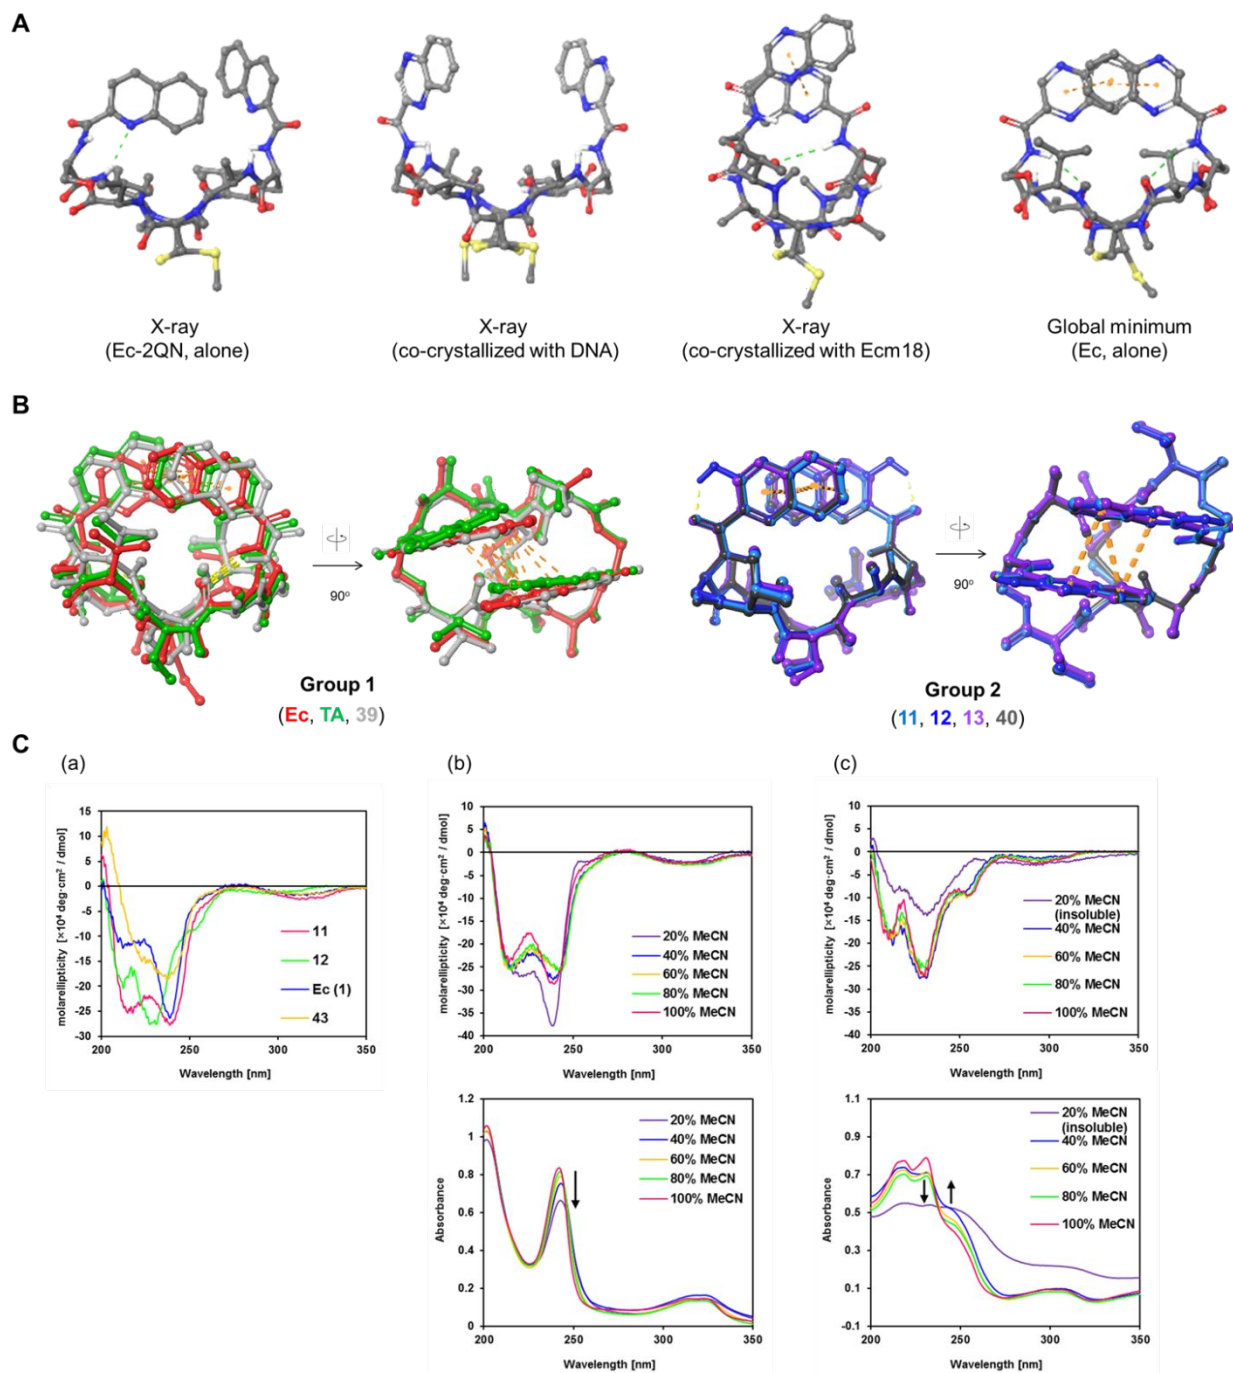 A
X-ray
(Ec-2QN, alone)
X-ray
(co-crystallized with DNA)
X-ray
(co-crystallized with Ecm18)
Global minimum
(Ec, alone)
B
90°
Group 1
(Ec, TA, 39)
90°
Group 2
(11, 12, 13, 40)
C
(a)
molarellipticity [×10⁴ deg·cm² / dmol)
15
10
5
0
-5
-10
-15
-20
-25
-30
11
12
Ec (1)
43
200 250 300 350
Wavelength [nm]
(b)
molarellipticity [×10⁴ deg·cm² / dmol)
10
5
0
-5
-10
-15
-20
-25
-30
-35
-40
20% MeCN
40% MeCN
60% MeCN
80% MeCN
100% MeCN
200 250 300 350
Wavelength [nm]
(c)
molarellipticity [×10⁴ deg·cm² / dmol)
10
5
0
-5
-10
-15
-20
-25
-30
-35
-40
20% MeCN
(insoluble)
40% MeCN
60% MeCN
80% MeCN
100% MeCN
200 250 300 350
Wavelength [nm]
Absorbance
1.2
1
0.8
0.6
0.4
0.2
0
20% MeCN
40% MeCN
60% MeCN
80% MeCN
100% MeCN
200 250 300 350
Wavelength [nm]
Absorbance
1.1
0.9
0.7
0.5
0.3
0.1
-0.1
20% MeCN
(insoluble)
40% MeCN
60% MeCN
80% MeCN
100% MeCN
200 250 300 350
Wavelength [nm]